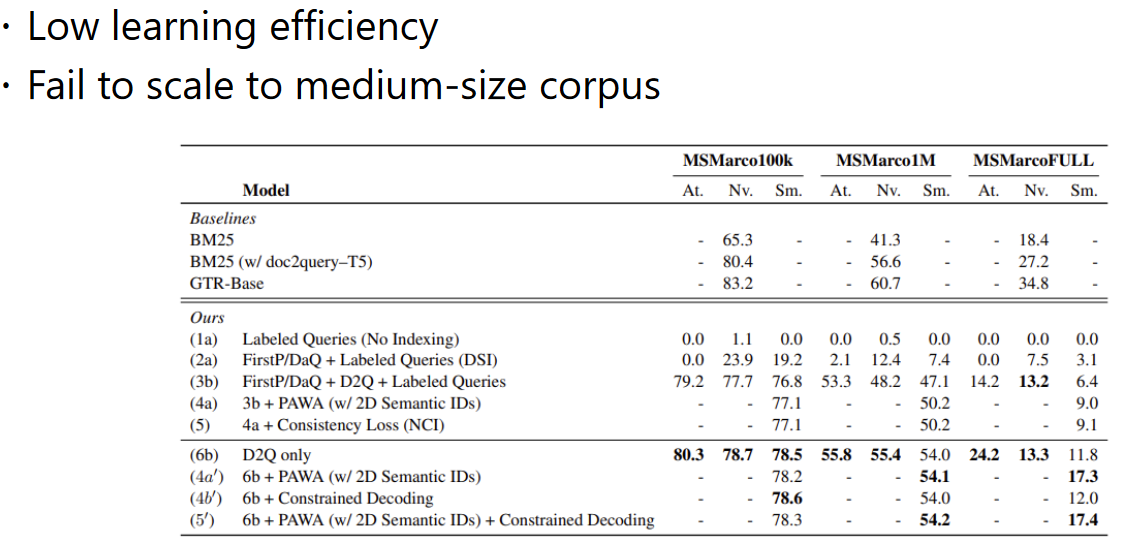 · Low learning efficiency
· Fail to scale to medium-size corpus
MSMarco100k MSMarco1M MSMarcoFULL
Model At. Nv. Sm. At. Nv. Sm. At. Nv. Sm.
Baselines
BM25 - 65.3 - - 41.3 - - 18.4 -
BM25 (w/ doc2query–T5) - 80.4 - - 56.6 - - 27.2 -
GTR-Base - 83.2 - - 60.7 - - 34.8 -
Ours
(1a) Labeled Queries (No Indexing) 0.0 1.1 0.0 0.0 0.5 0.0 0.0 0.0 0.0
(2a) FirstP/DaQ + Labeled Queries (DSI) 0.0 23.9 19.2 2.1 12.4 7.4 0.0 7.5 3.1
(3b) FirstP/DaQ + D2Q + Labeled Queries 79.2 77.7 76.8 53.3 48.2 47.1 14.2 13.2 6.4
(4a) 3b + PAWA (w/ 2D Semantic IDs) - - 77.1 - - 50.2 - - 9.0
(5) 4a + Consistency Loss (NCI) - - 77.1 - - 50.2 - - 9.1
(6b) D2Q only 80.3 78.7 78.5 55.8 55.4 54.0 24.2 13.3 11.8
(4a′) 6b + PAWA (w/ 2D Semantic IDs) - - 78.2 - - 54.1 - - 17.3
(4b′) 6b + Constrained Decoding - - 78.6 - - 54.0 - - 12.0
(5′) 6b + PAWA (w/ 2D Semantic IDs) + Constrained Decoding - - 78.3 - - 54.2 - - 17.4